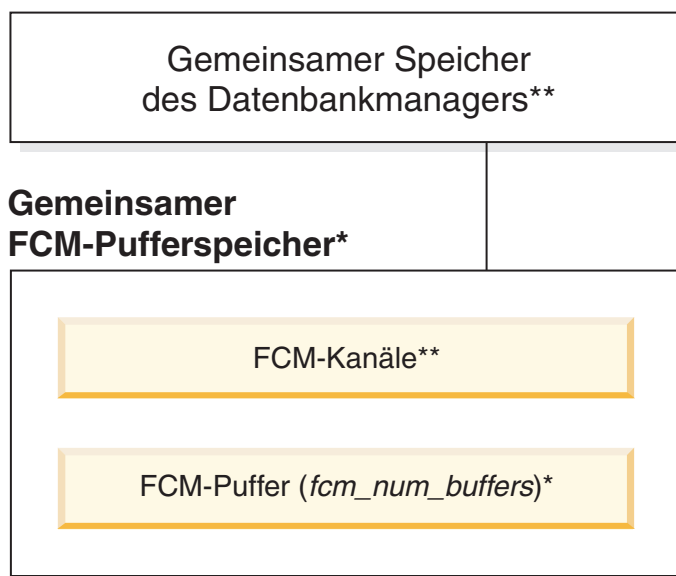 Gemeinsamer Speicher
des Datenbankmanagers**
Gemeinsamer
FCM-Pufferspeicher*
FCM-Kanäle**
FCM-Puffer (fcm_num_buffers)*